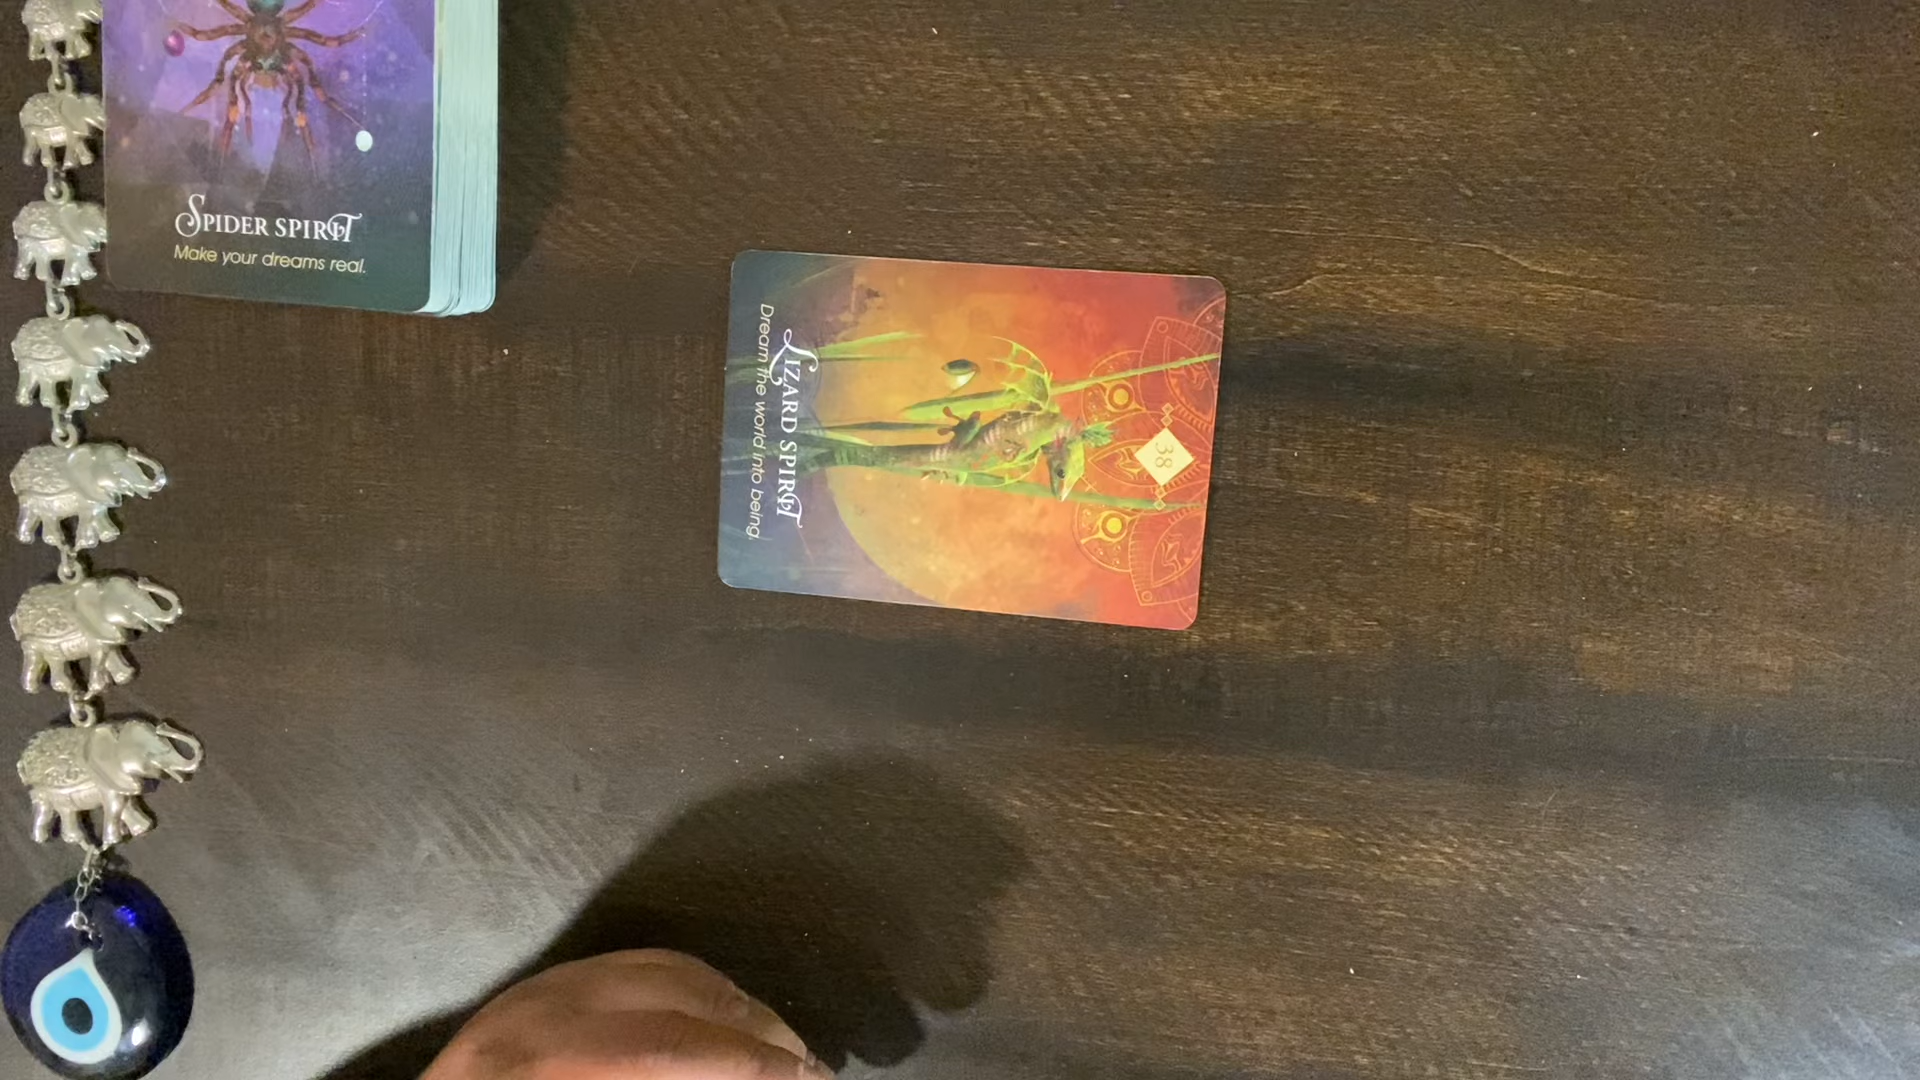 SPIDER SPIRIT
Make your dreams real.
38
LIZARD SPIRIT
Dream the world into being.